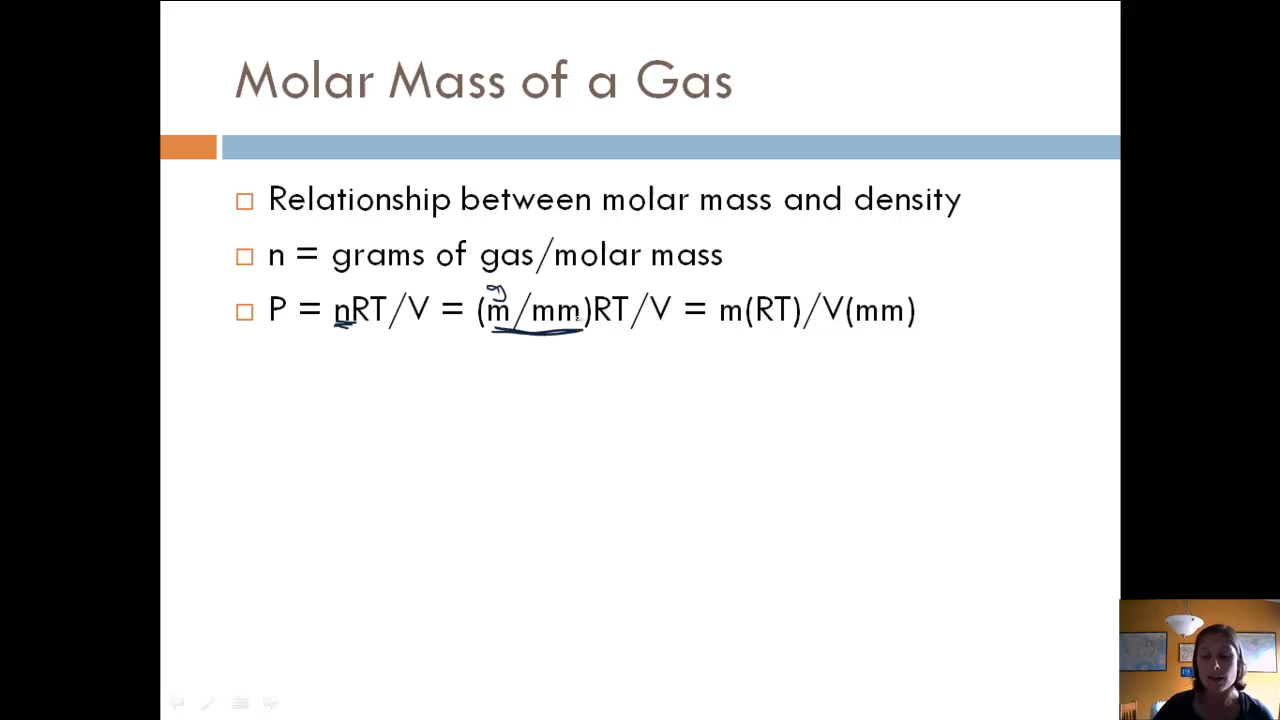 Molar Mass of a Gas
Relationship between molar mass and density
n = grams of gas/molar mass
g
P = nRT/V = (m/mm)RT/V = m(RT)/V(mm)